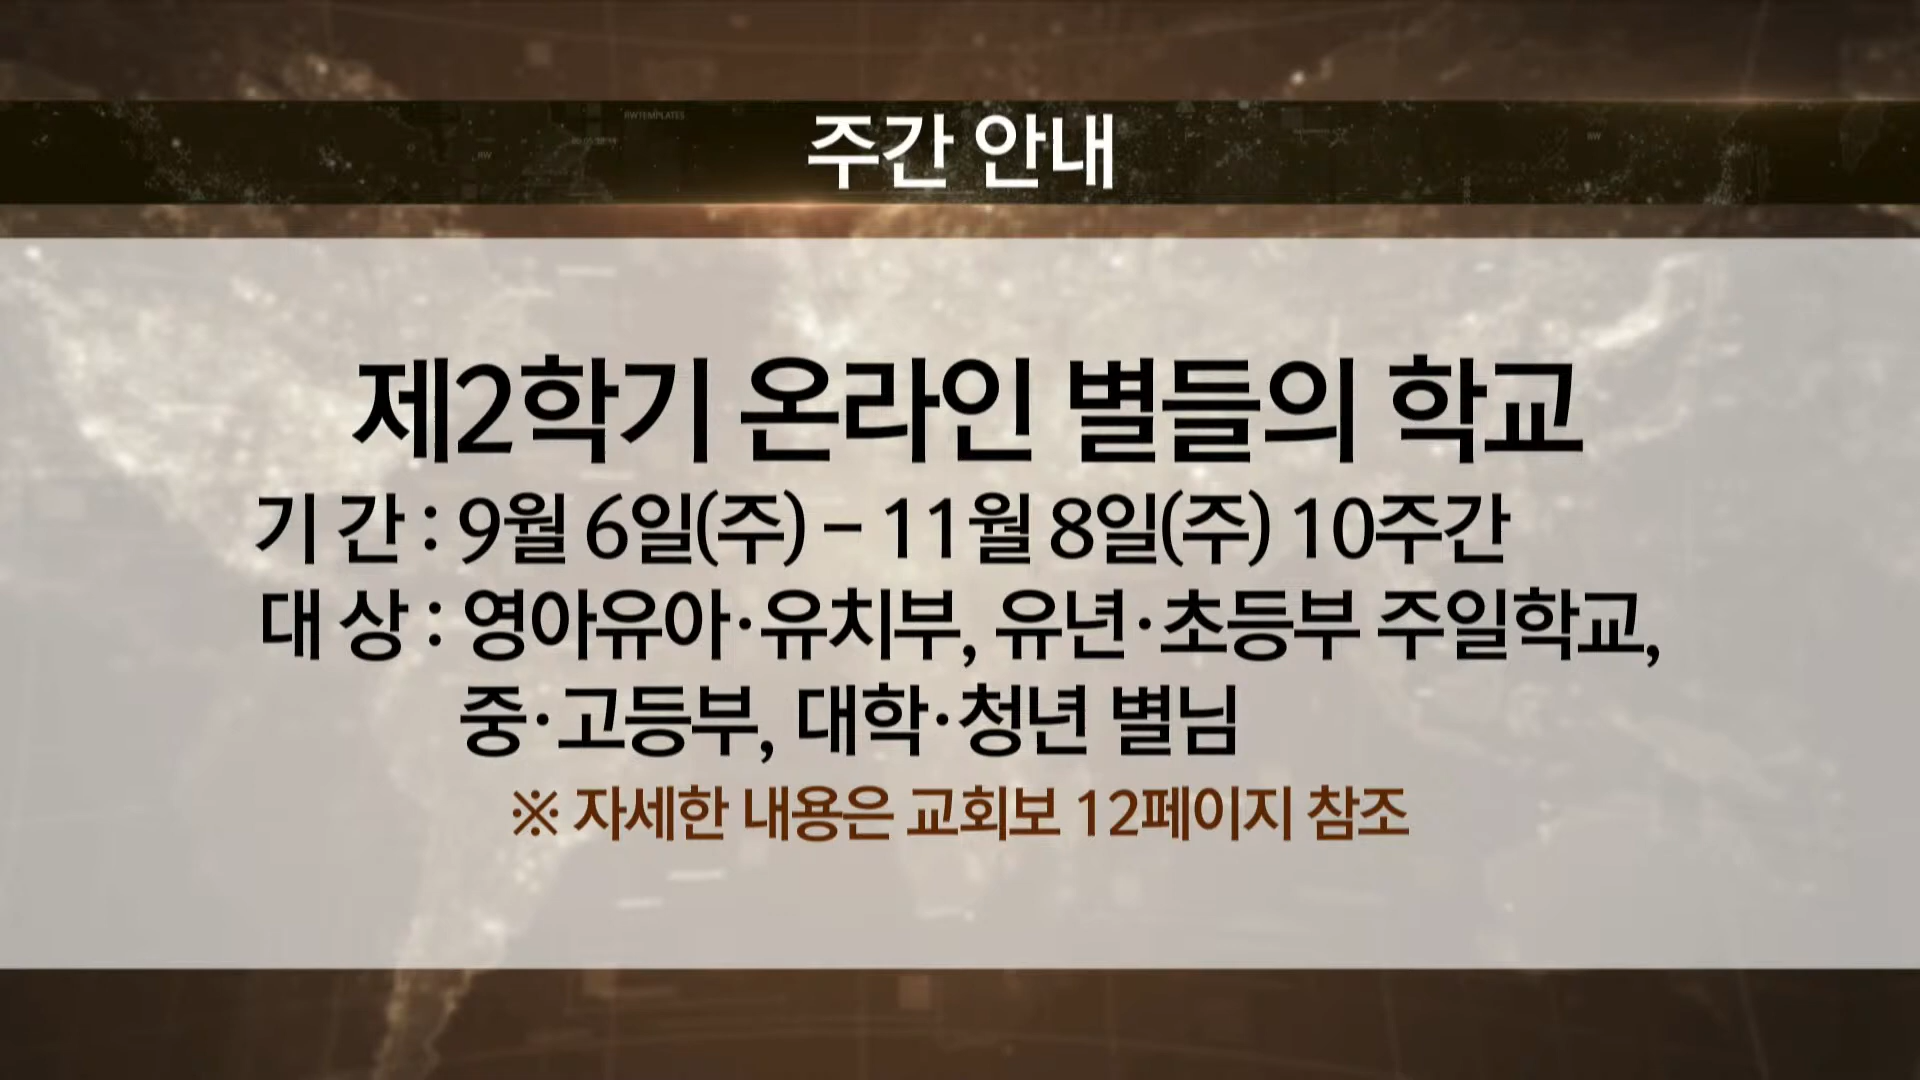 주간 안내
RWTEMPLATES
RW
RW
제2학기 온라인 별들의 학교
기 간 : 9월 6일(주) – 11월 8일(주) 10주간
대 상 : 영아유아·유치부, 유년·초등부 주일학교,
중·고등부, 대학·청년 별님
※ 자세한 내용은 교회보 12페이지 참조